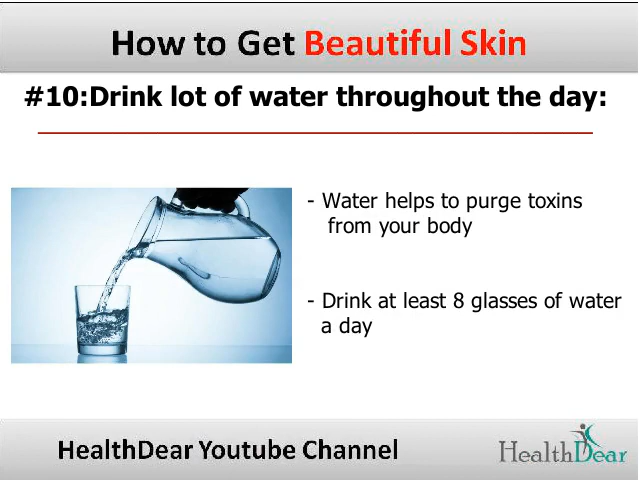 How to Get Beautiful Skin
#10:Drink lot of water throughout the day:
- Water helps to purge toxins
from your body
- Drink at least 8 glasses of water
a day
HealthDear Youtube Channel
HealthDear